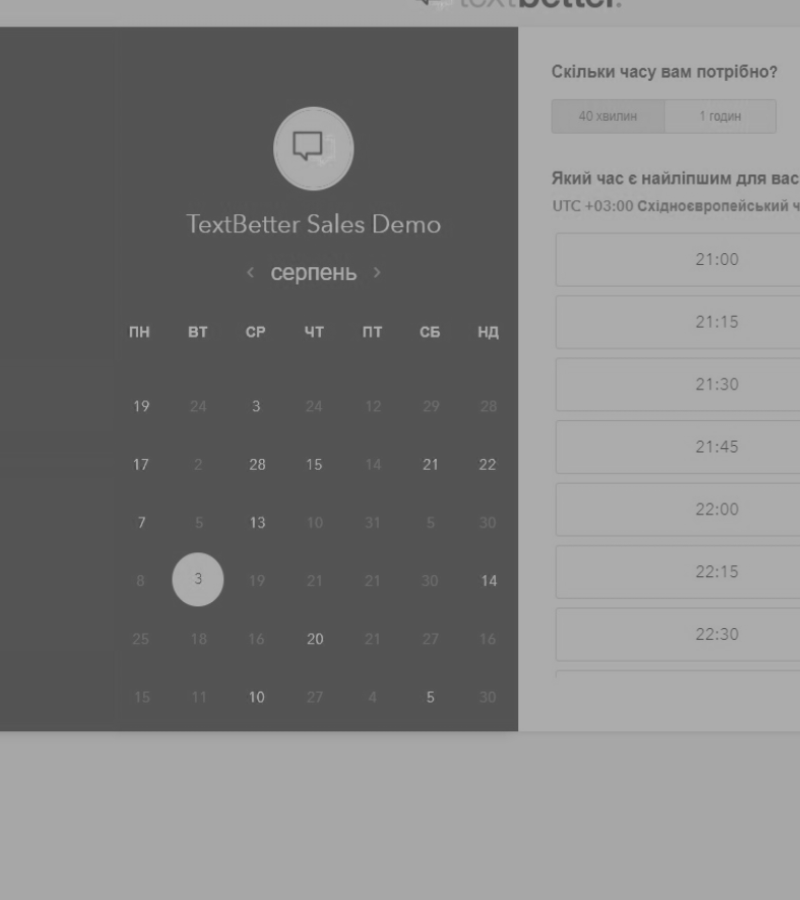 textbetter.
TextBetter Sales Demo
‹ серпень ›
ПН ВТ СР ЧТ ПТ СБ НД
19 24 3 24 12 29 28
17 2 28 15 14 21 22
7 5 13 10 31 5 30
8 3 19 21 21 30 14
25 18 16 20 21 27 16
15 11 10 27 4 5 30
Скільки часу вам потрібно?
40 хвилин 1 годин
Який час є найліпшим для вас
UTC +03:00 Східноєвропейський ч
21:00
21:15
21:30
21:45
22:00
22:15
22:30